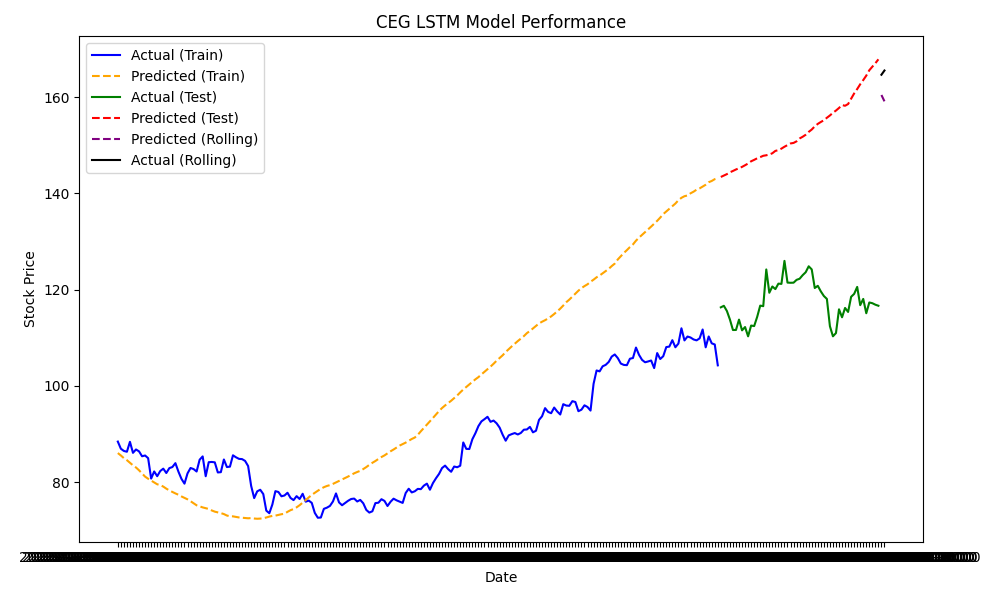 CEG LSTM Model Performance
Actual (Train)
Predicted (Train)
Actual (Test)
Predicted (Test)
Predicted (Rolling)
Actual (Rolling)
160
140
120
100
80
Stock Price
Date